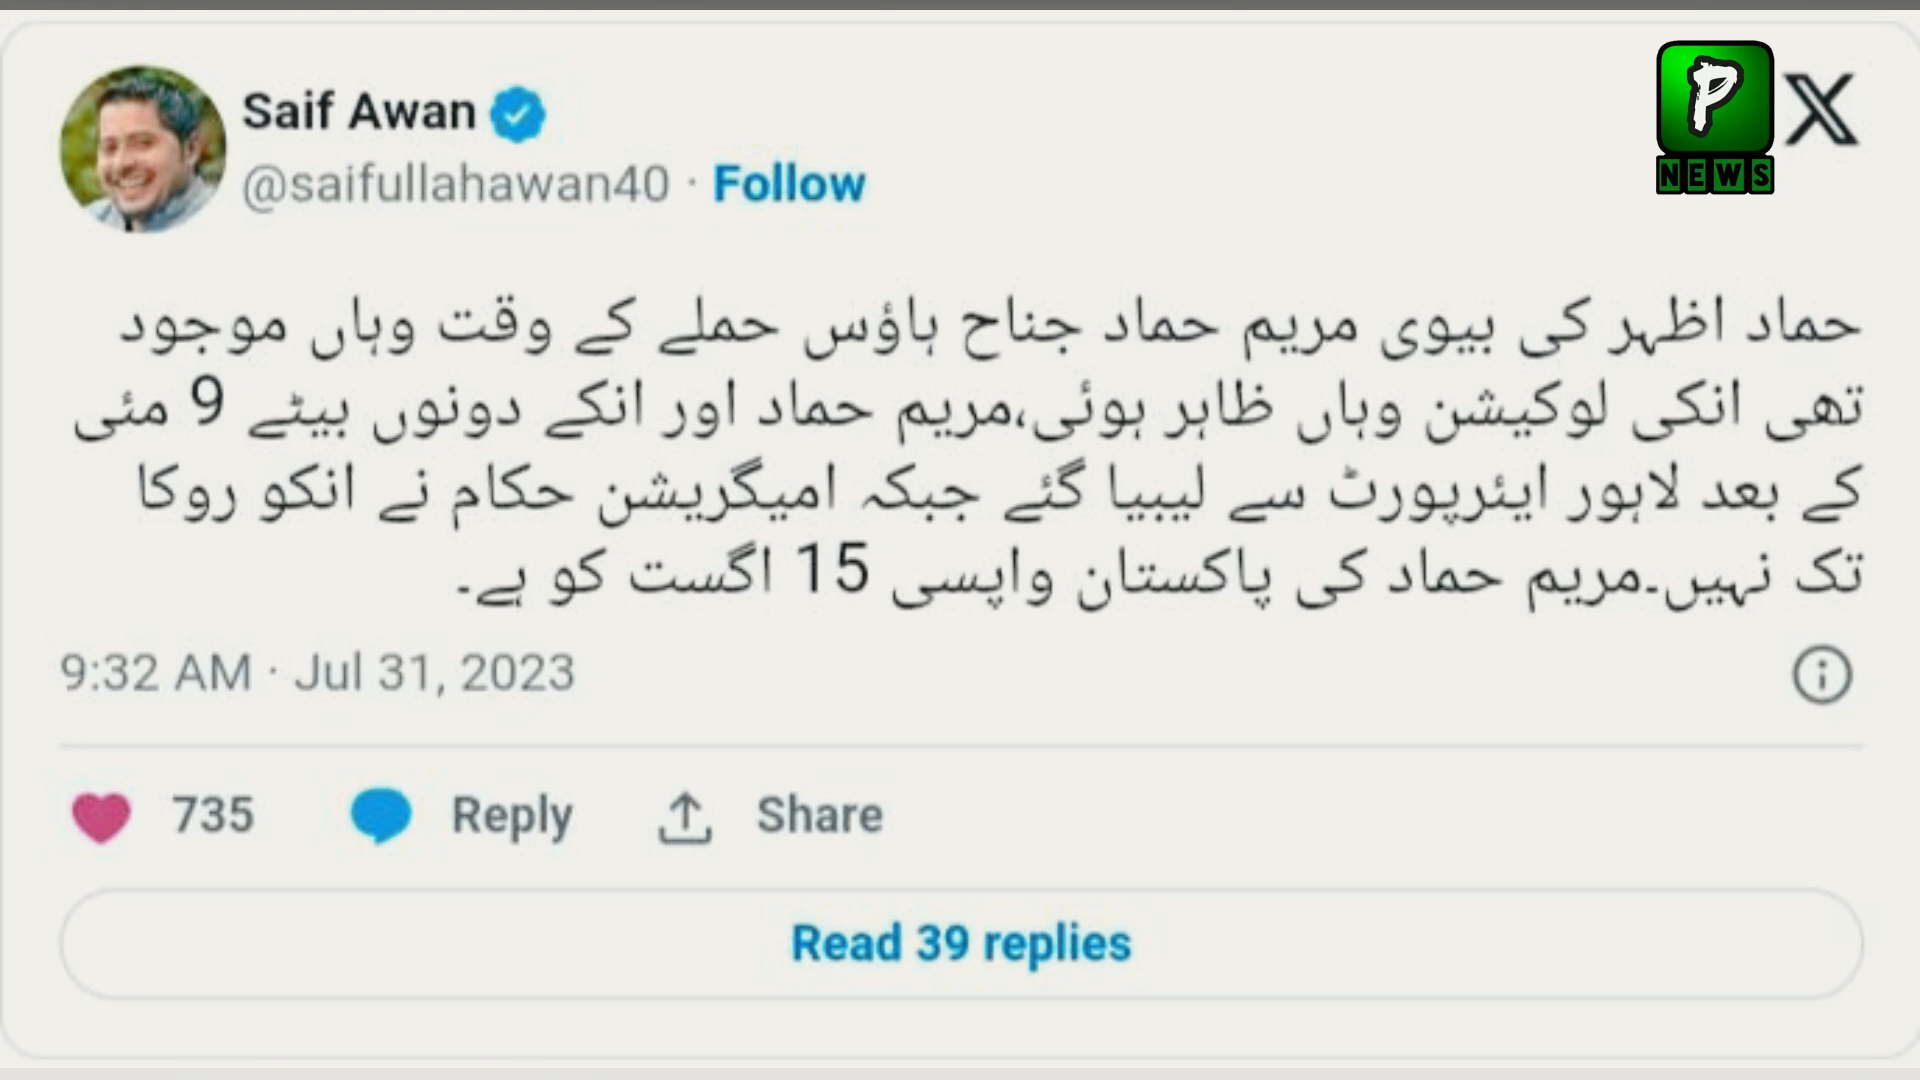 Saif Awan
@saifullahawan40 · Follow
P
NEWS
X
حماد اظہر کی بیوی مریم حماد جناح ہاؤس حملے کے وقت وہاں موجود
تھی انکی لوکیشن وہاں ظاہر ہوئی،مریم حماد اور انکے دونوں بیٹے 9 مئی
کے بعد لاہور ایئرپورٹ سے لیبیا گئے جبکہ امیگریشن حکام نے انکو روکا
تک نہیں۔مریم حماد کی پاکستان واپسی 15 اگست کو ہے۔
9:32 AM · Jul 31, 2023
735 Reply Share
Read 39 replies